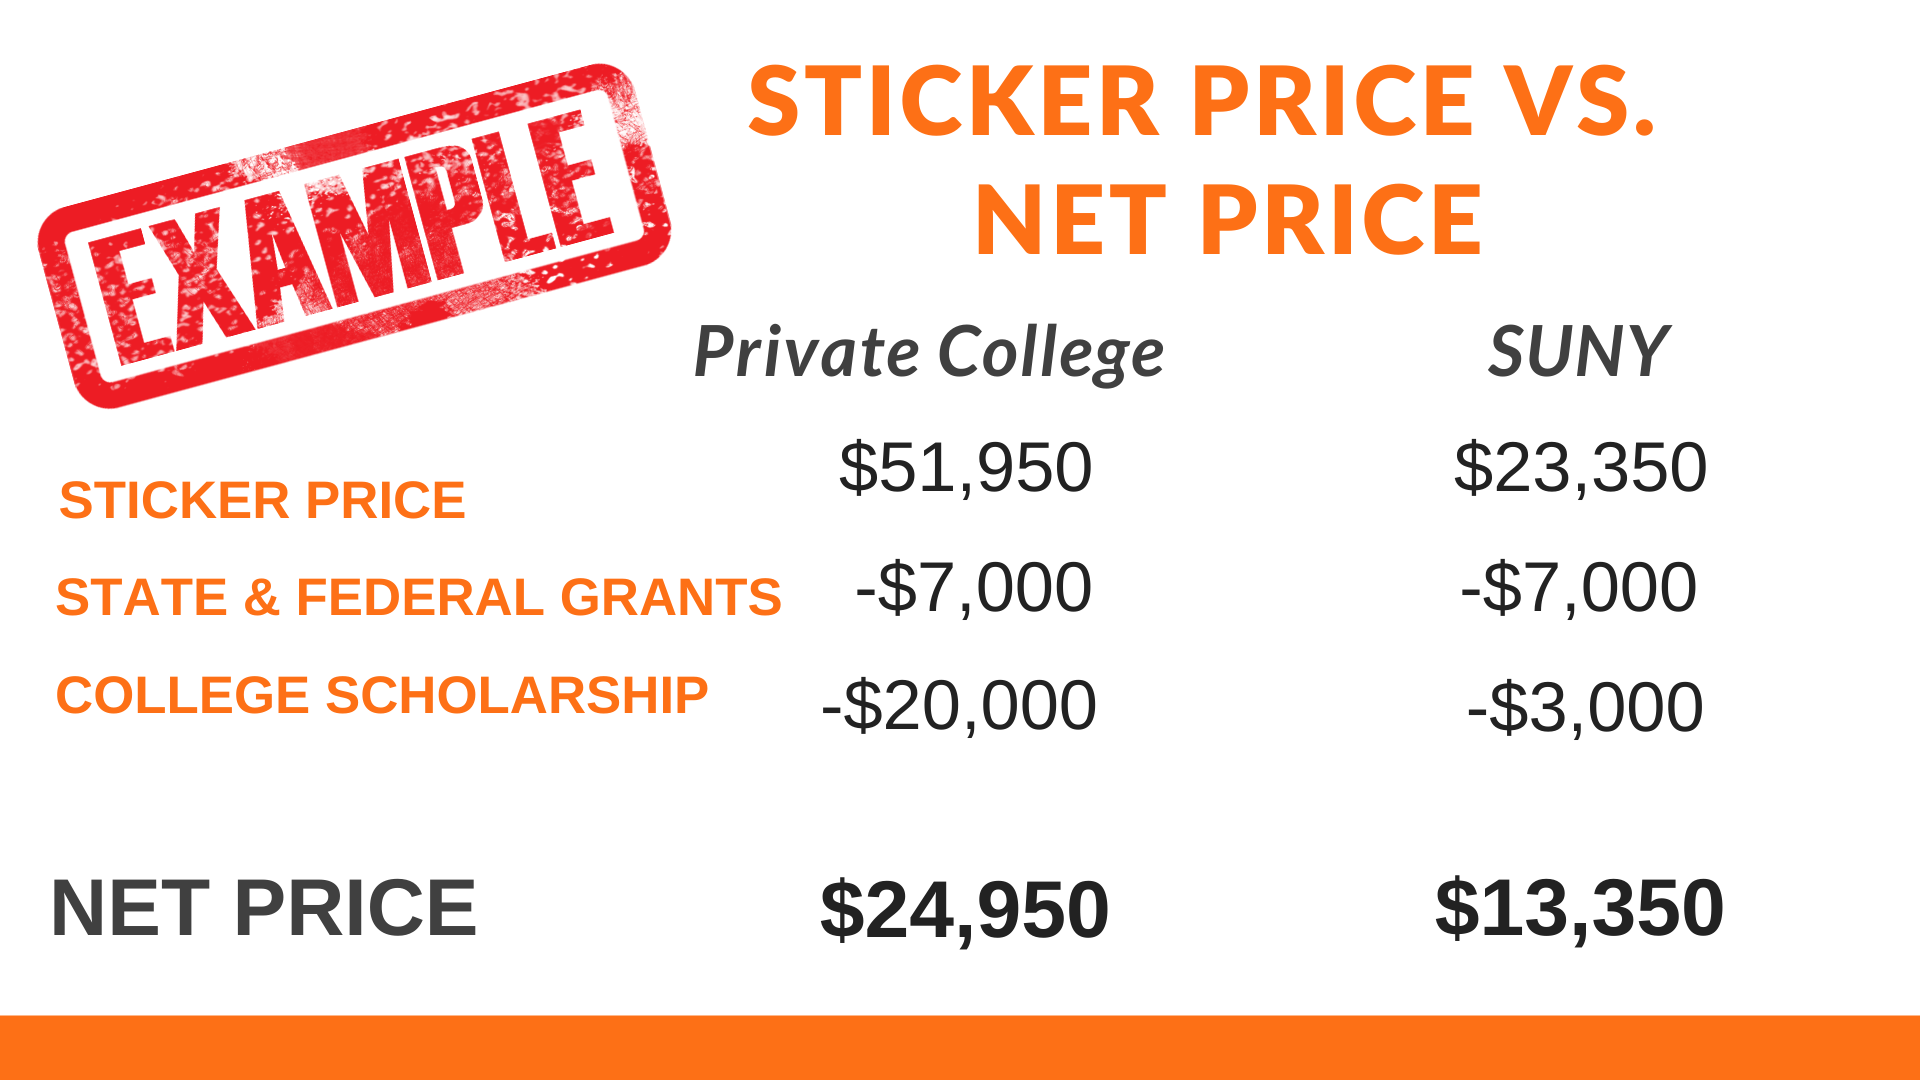 EXAMPLE
STICKER PRICE VS.
NET PRICE
Private College SUNY
STICKER PRICE $51,950 $23,350
STATE & FEDERAL GRANTS -$7,000 -$7,000
COLLEGE SCHOLARSHIP -$20,000 -$3,000
NET PRICE $24,950 $13,350